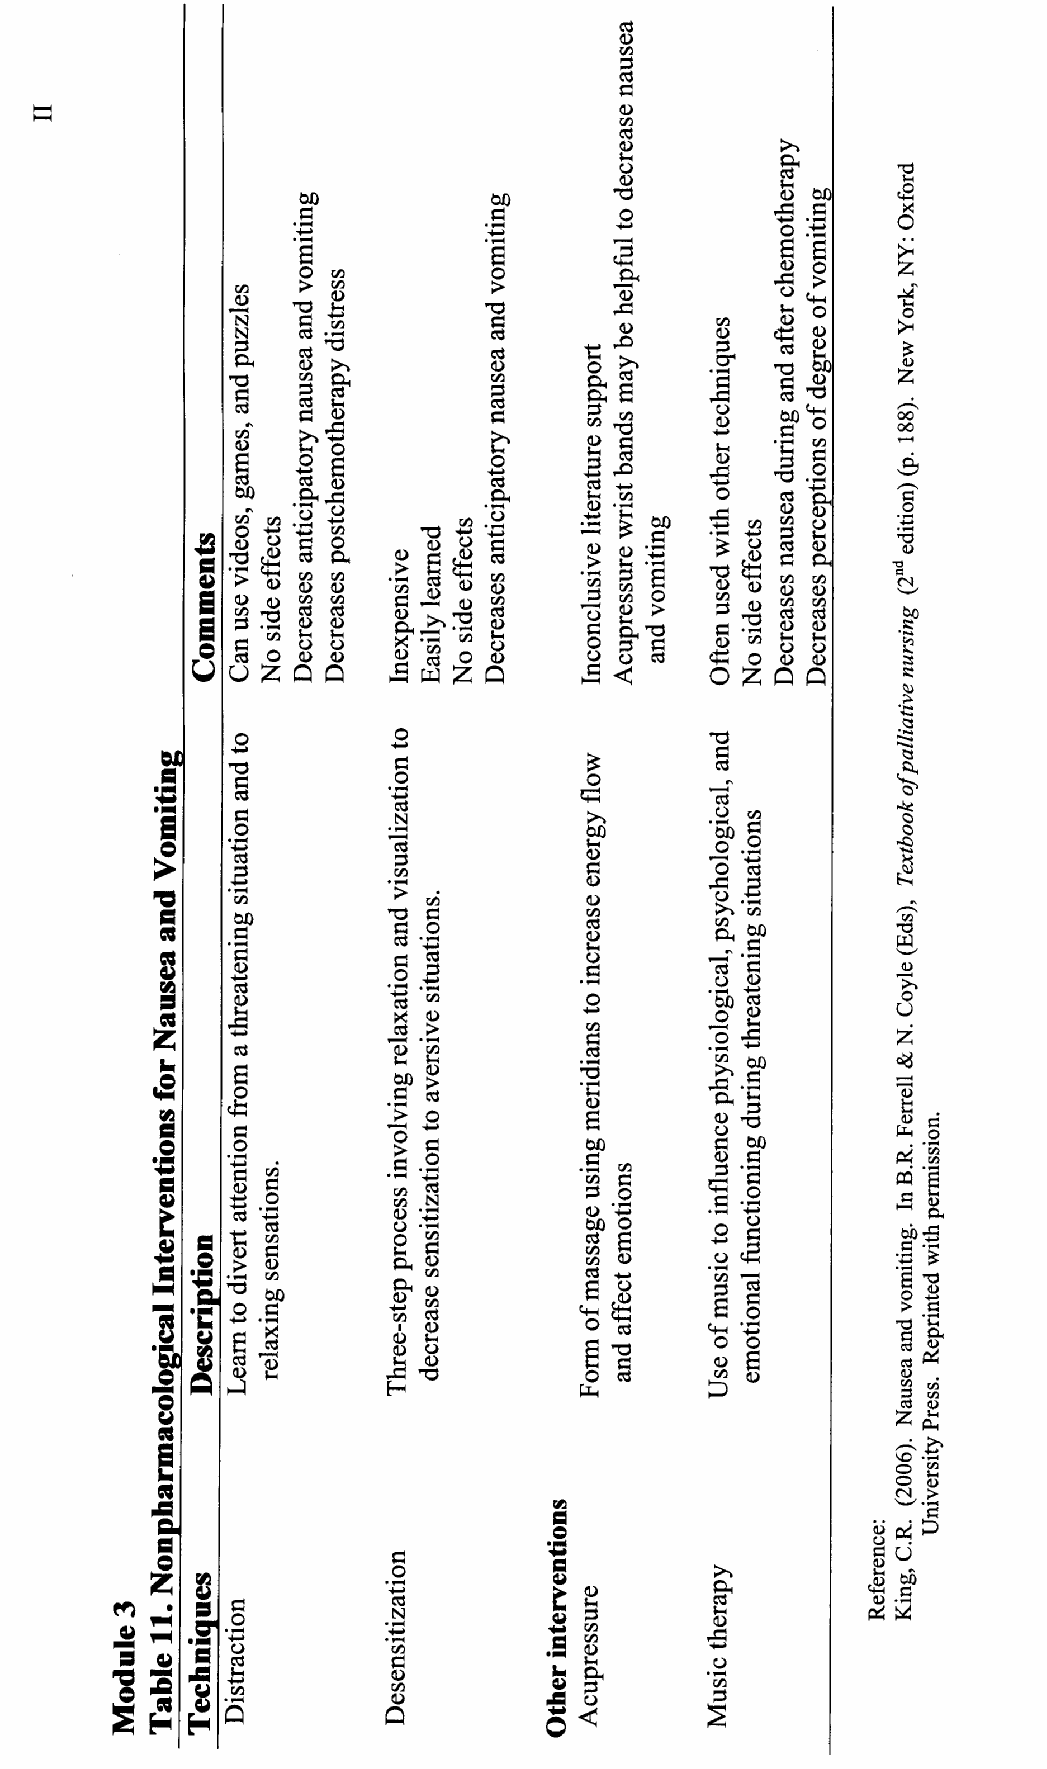 II
Module 3
Table 11. Nonpharmacological Interventions for Nausea and Vomiting
Techniques Description Comments
Distraction Learn to divert attention from a threatening situation and to Can use videos, games, and puzzles
relaxing sensations. No side effects
Decreases anticipatory nausea and vomiting
Decreases postchemotherapy distress
Desensitization Three-step process involving relaxation and visualization to Inexpensive
decrease sensitization to aversive situations. Easily learned
No side effects
Decreases anticipatory nausea and vomiting
Other interventions
Acupressure Form of massage using meridians to increase energy flow Inconclusive literature support
and affect emotions Acupressure wrist bands may be helpful to decrease nausea
and vomiting
Music therapy Use of music to influence physiological, psychological, and Often used with other techniques
emotional functioning during threatening situations No side effects
Decreases nausea during and after chemotherapy
Decreases perceptions of degree of vomiting
Reference:
King, C.R. (2006). Nausea and vomiting. In B.R. Ferrell & N. Coyle (Eds), Textbook of palliative nursing (2nd edition) (p. 188). New York, NY: Oxford
University Press. Reprinted with permission.